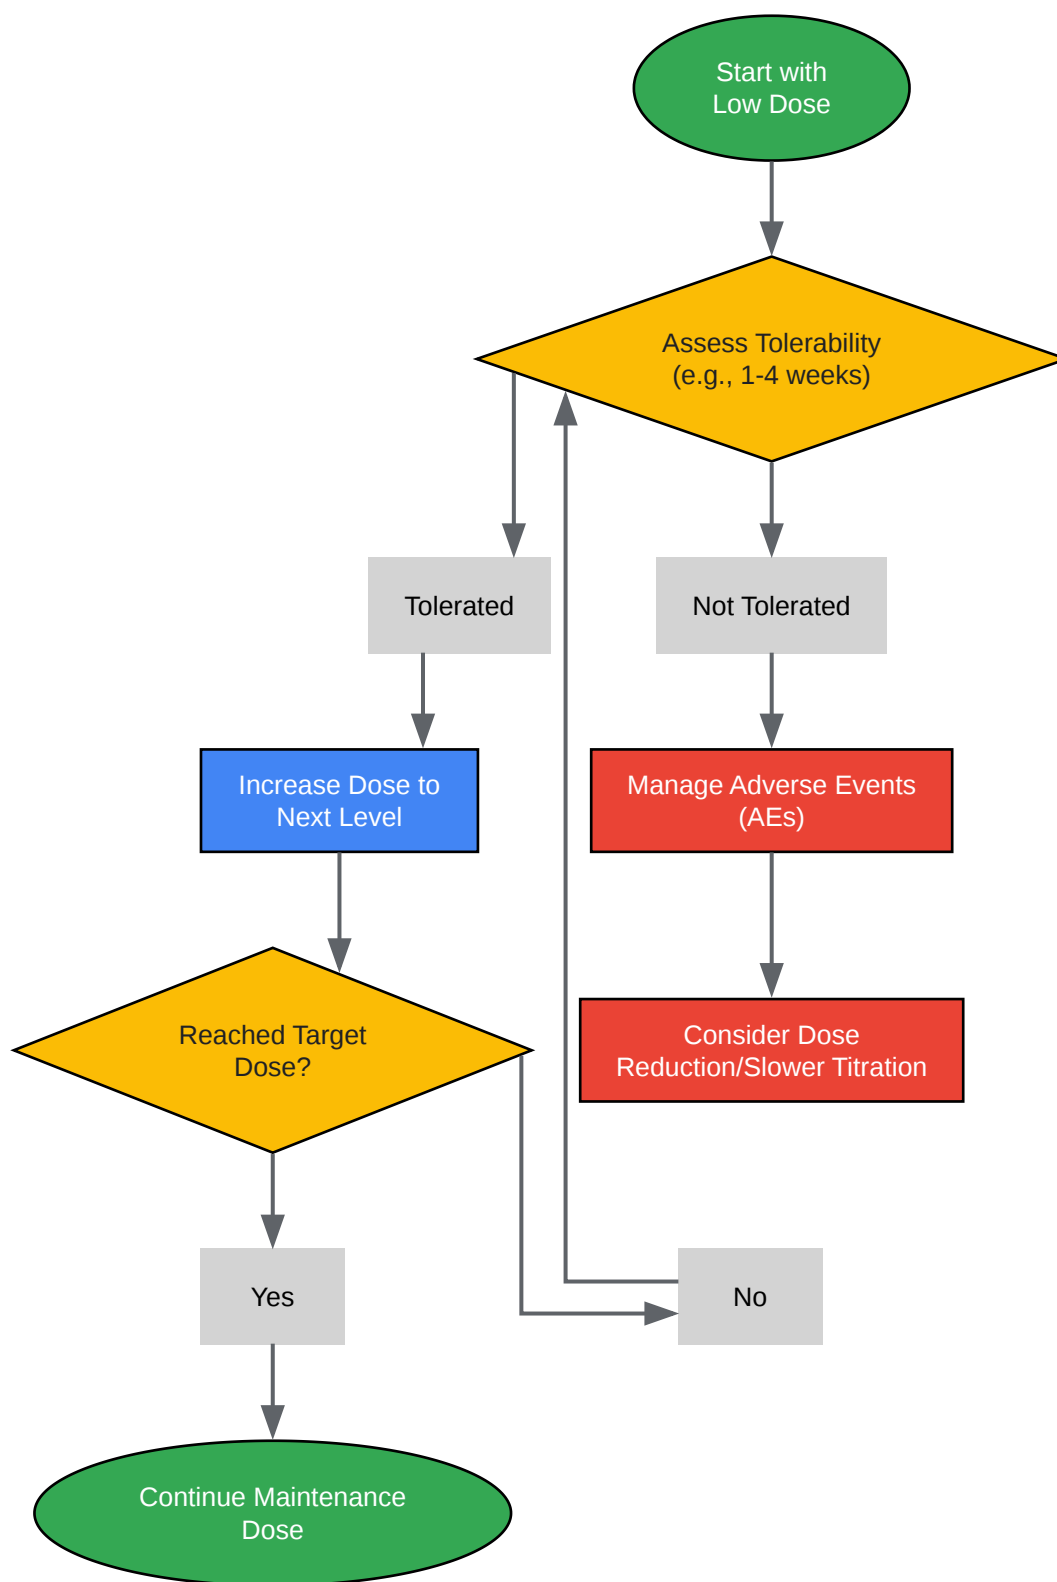 Start with
Low Dose
Assess Tolerability
(e.g., 1-4 weeks)
Tolerated
Not Tolerated
Increase Dose to
Next Level
Manage Adverse Events
(AEs)
Reached Target
Dose?
Consider Dose
Reduction/Slower Titration
Yes
No
Continue Maintenance
Dose